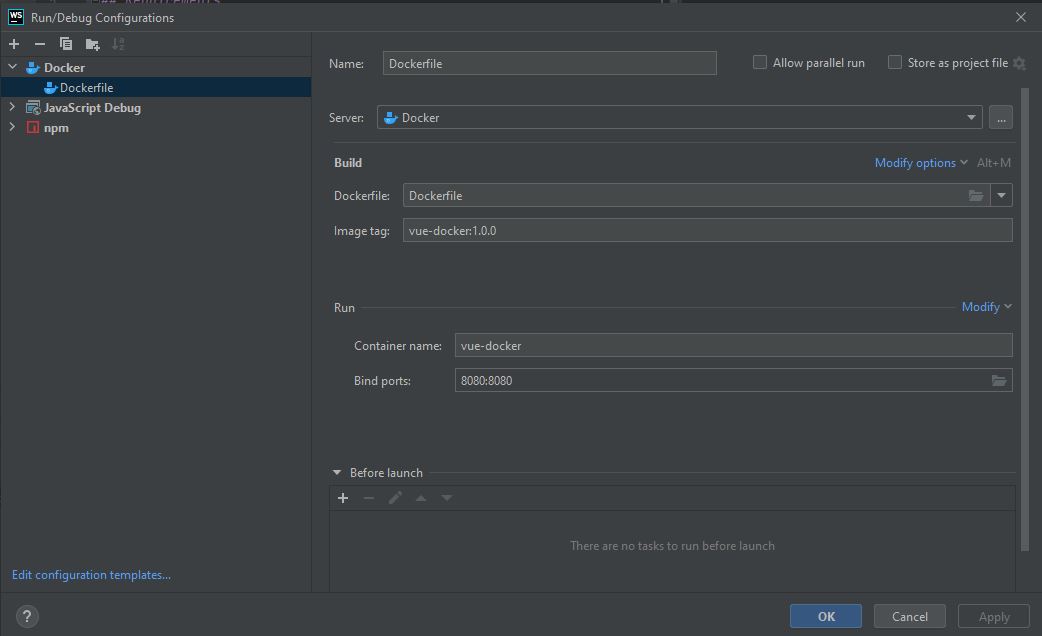 ## Requirements
WS Run/Debug Configurations
Docker
Dockerfile
JavaScript Debug
npm
Edit configuration templates...
Name: Dockerfile
Allow parallel run
Store as project file
Server: Docker ...
Build Modify options Alt+M
Dockerfile: Dockerfile
Image tag: vue-docker:1.0.0
Run Modify
Container name: vue-docker
Bind ports: 8080:8080
Before launch
There are no tasks to run before launch
?
OK Cancel Apply